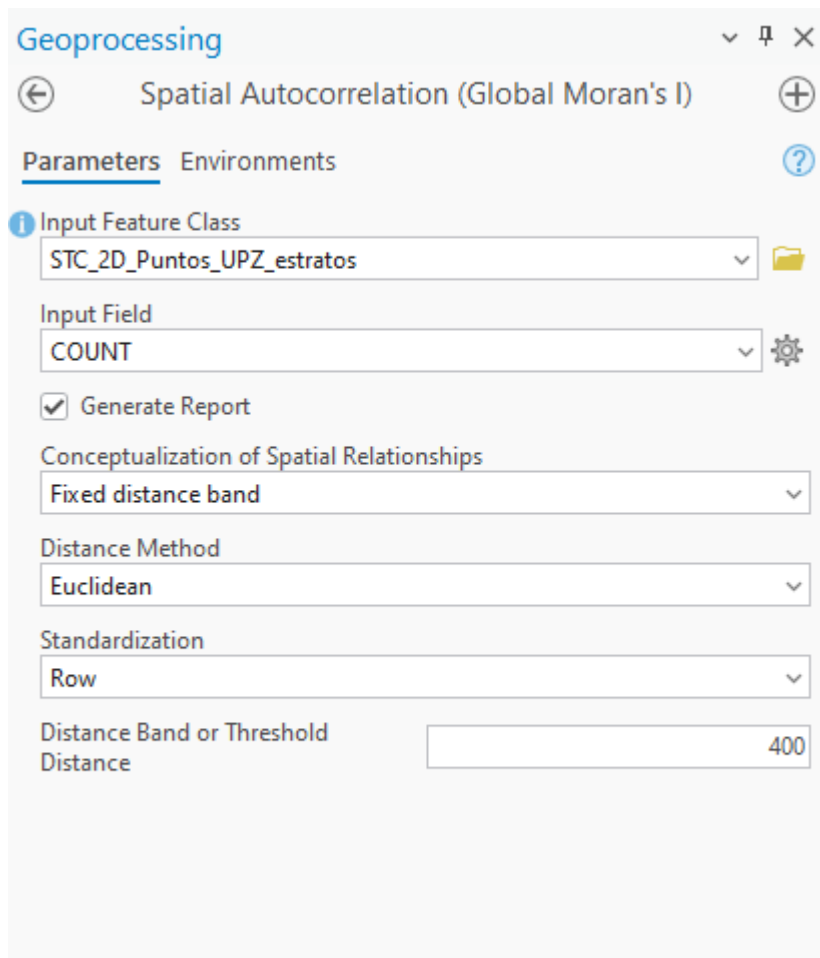 Geoprocessing
Spatial Autocorrelation (Global Moran's I)
Parameters Environments
Input Feature Class
STC_2D_Puntos_UPZ_estratos
Input Field
COUNT
Generate Report
Conceptualization of Spatial Relationships
Fixed distance band
Distance Method
Euclidean
Standardization
Row
Distance Band or Threshold
Distance
400